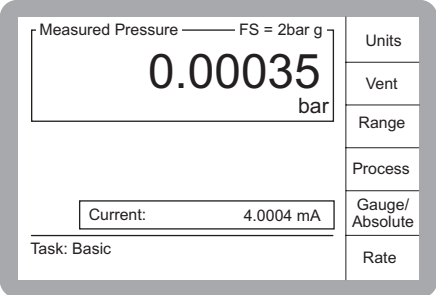 Measured Pressure FS = 2bar g
0.00035
bar
Current: 4.0004 mA
Task: Basic
Units
Vent
Range
Process
Gauge/
Absolute
Rate